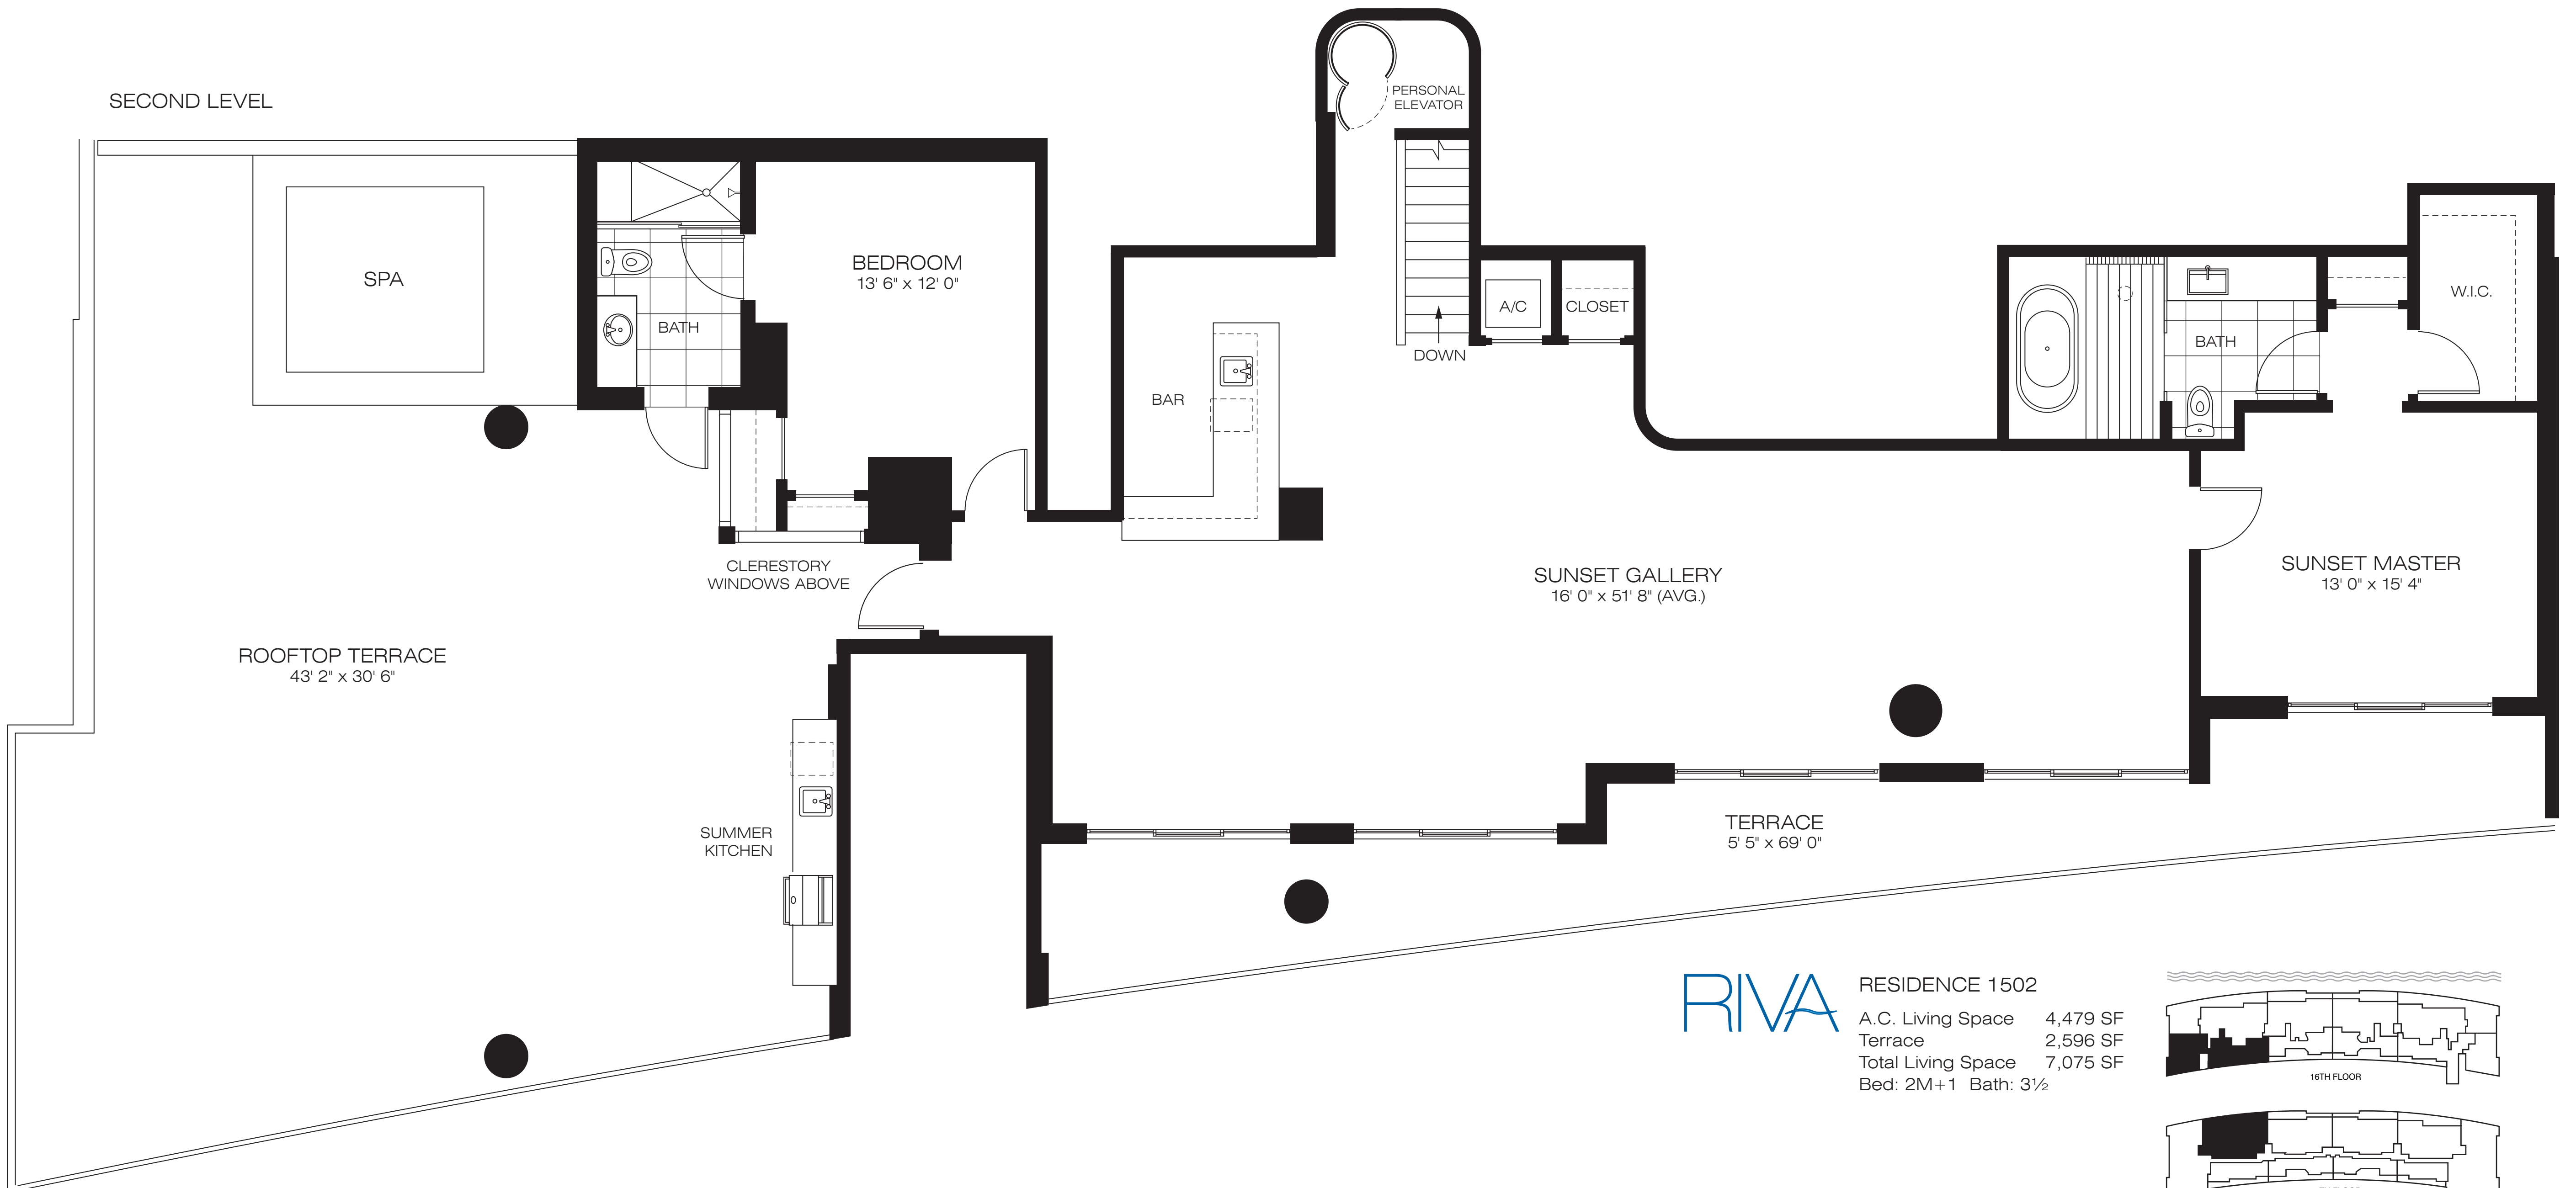 SECOND LEVEL
PERSONAL
ELEVATOR
SPA
BEDROOM
13' 6" x 12' 0"
BATH
A/C
CLOSET
DOWN
BAR
BATH
W.I.C.
CLERESTORY
WINDOWS ABOVE
SUNSET GALLERY
16' 0" x 51' 8" (AVG.)
SUNSET MASTER
13' 0" x 15' 4"
ROOFTOP TERRACE
43' 2" x 30' 6"
SUMMER
KITCHEN
TERRACE
5' 5" x 69' 0"
RIVA
RESIDENCE 1502
A.C. Living Space 4,479 SF
Terrace 2,596 SF
Total Living Space 7,075 SF
Bed: 2M+1 Bath: 3½
16TH FLOOR